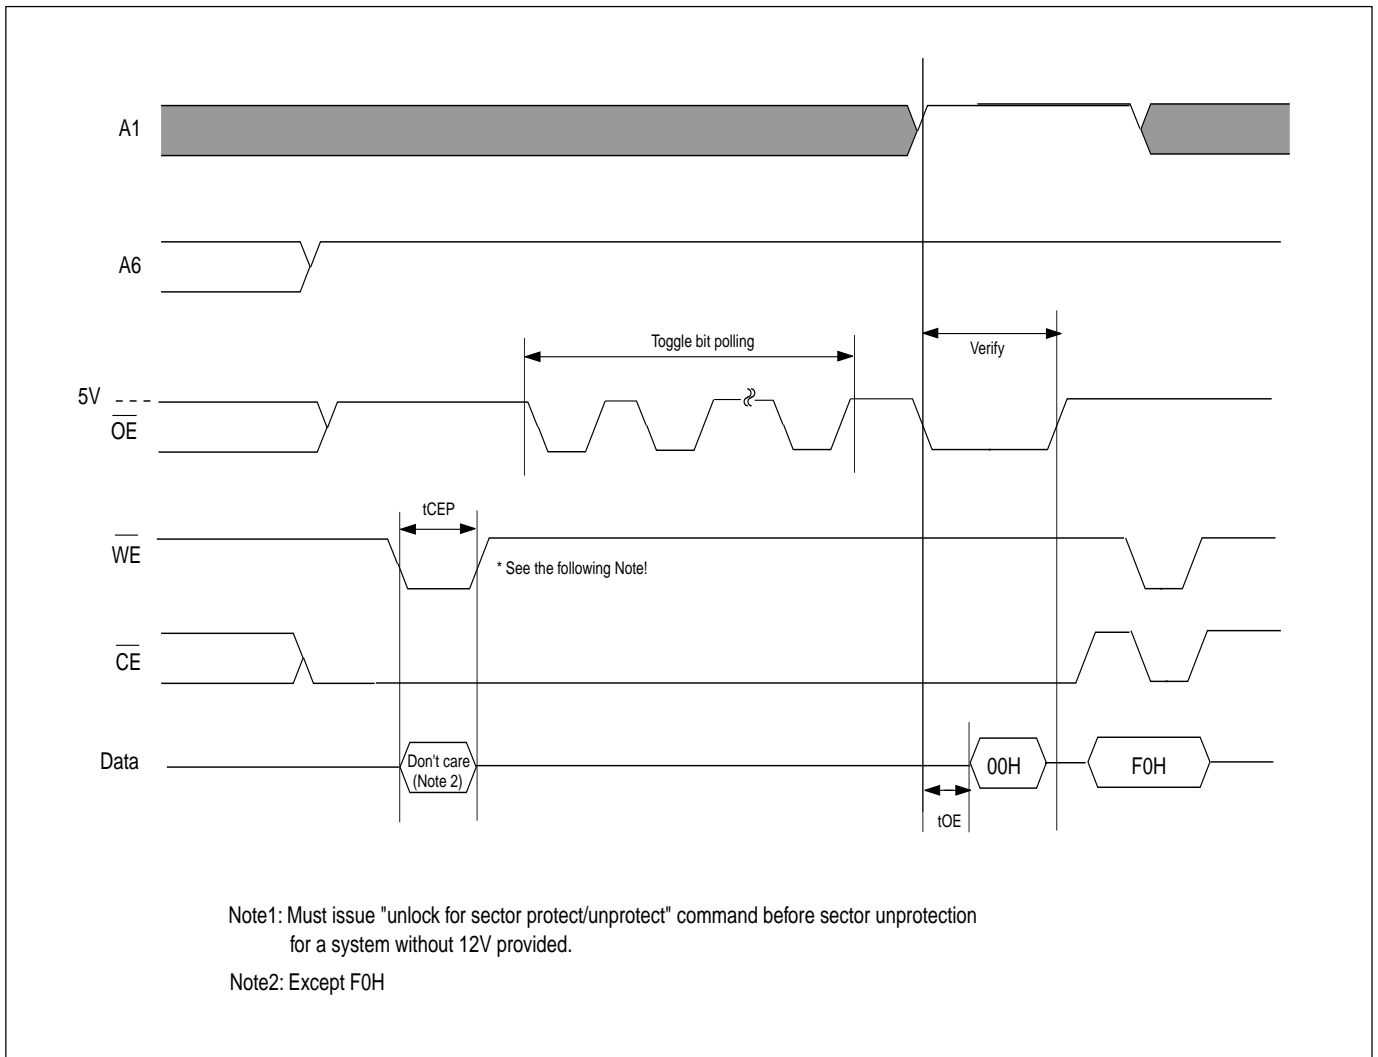 A1
A6
Toggle bit polling
Verify
5V
OE
tCEP
WE
* See the following Note!
CE
Data
Don't care
(Note 2)
00H
F0H
tOE
Note1: Must issue "unlock for sector protect/unprotect" command before sector unprotection
for a system without 12V provided.
Note2: Except F0H